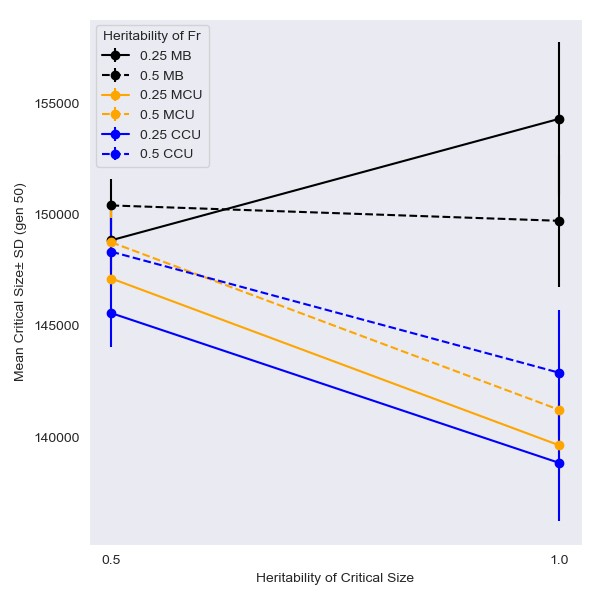 Heritability of Fr
0.25 MB
0.5 MB
0.25 MCU
0.5 MCU
0.25 CCU
0.5 CCU
155000
150000
145000
140000
Mean Critical Size± SD (gen 50)
0.5
1.0
Heritability of Critical Size